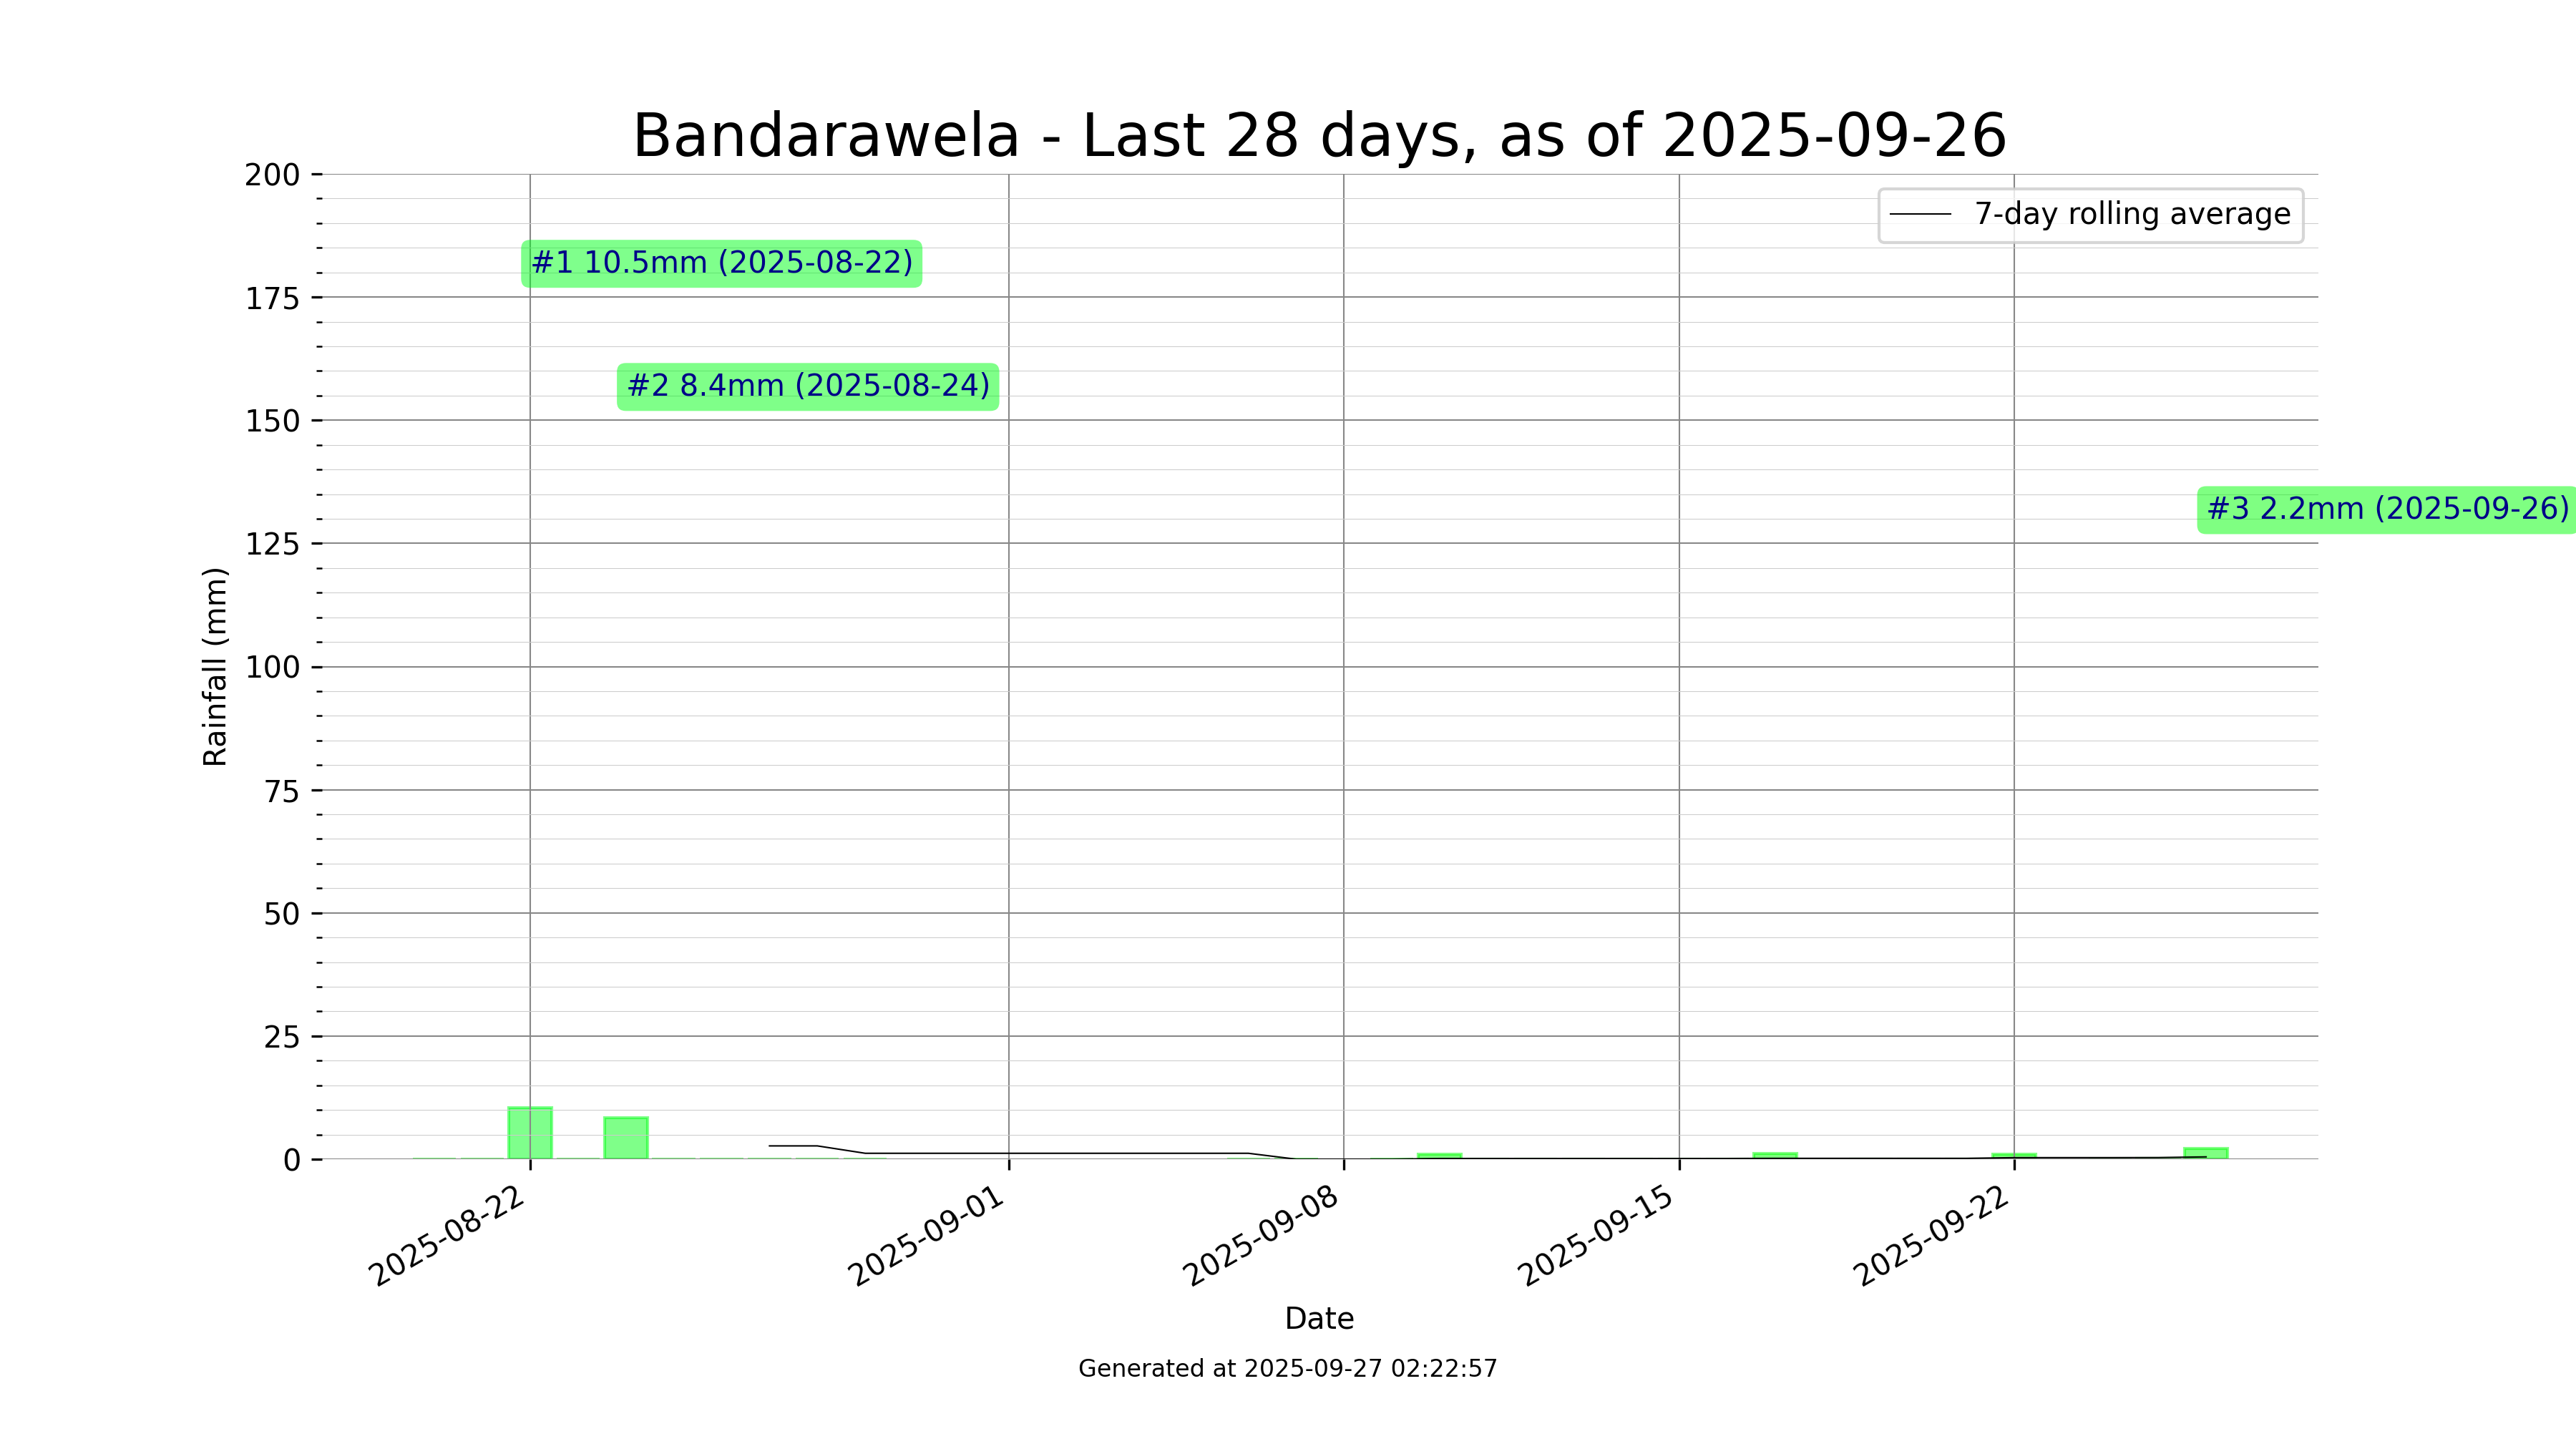 Bandarawela - Last 28 days, as of 2025-09-26
7-day rolling average
#1 10.5mm (2025-08-22)
#2 8.4mm (2025-08-24)
#3 2.2mm (2025-09-26)
Rainfall (mm)
200
175
150
125
100
75
50
25
0
2025-08-22
2025-09-01
2025-09-08
2025-09-15
2025-09-22
Date
Generated at 2025-09-27 02:22:57